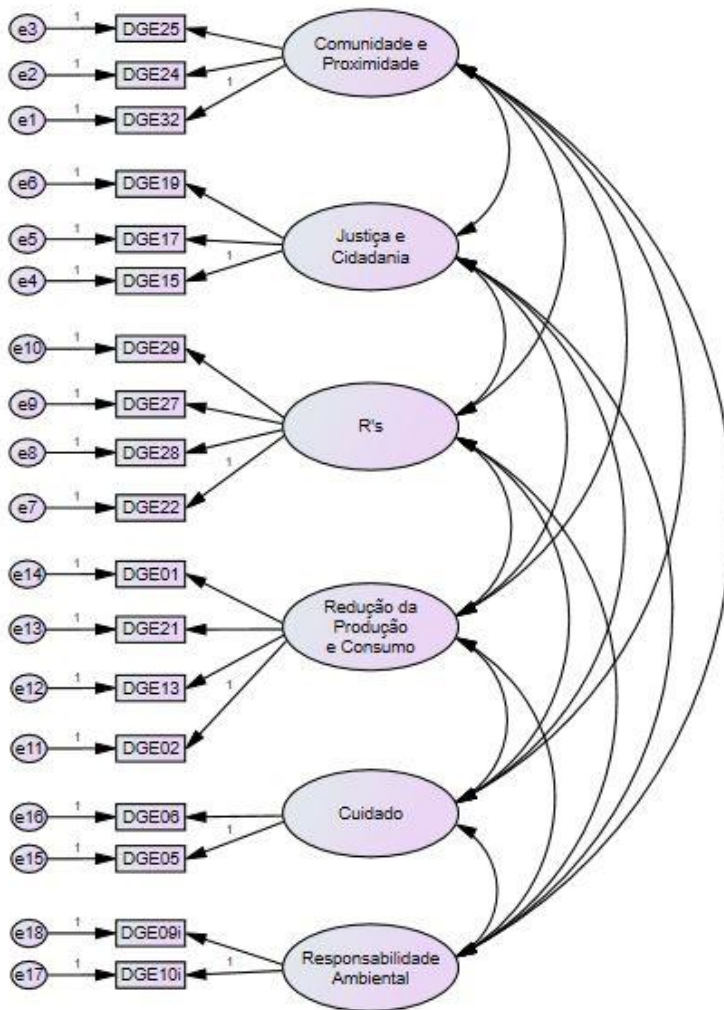 e3 1 DGE25
e2 1 DGE24
e1 1 DGE32
1
Comunidade e
Proximidade
e6 1 DGE19
e5 1 DGE17
e4 1 DGE15
1
Justiça e
Cidadania
e10 1 DGE29
e9 1 DGE27
e8 1 DGE28
e7 1 DGE22
1
R's
e14 1 DGE01
e13 1 DGE21
e12 1 DGE13
e11 1 DGE02
1
Redução da
Produção
e Consumo
e16 1 DGE06
e15 1 DGE05
1
Cuidado
e18 1 DGE09i
e17 1 DGE10i
1
Responsabilidade
Ambiental